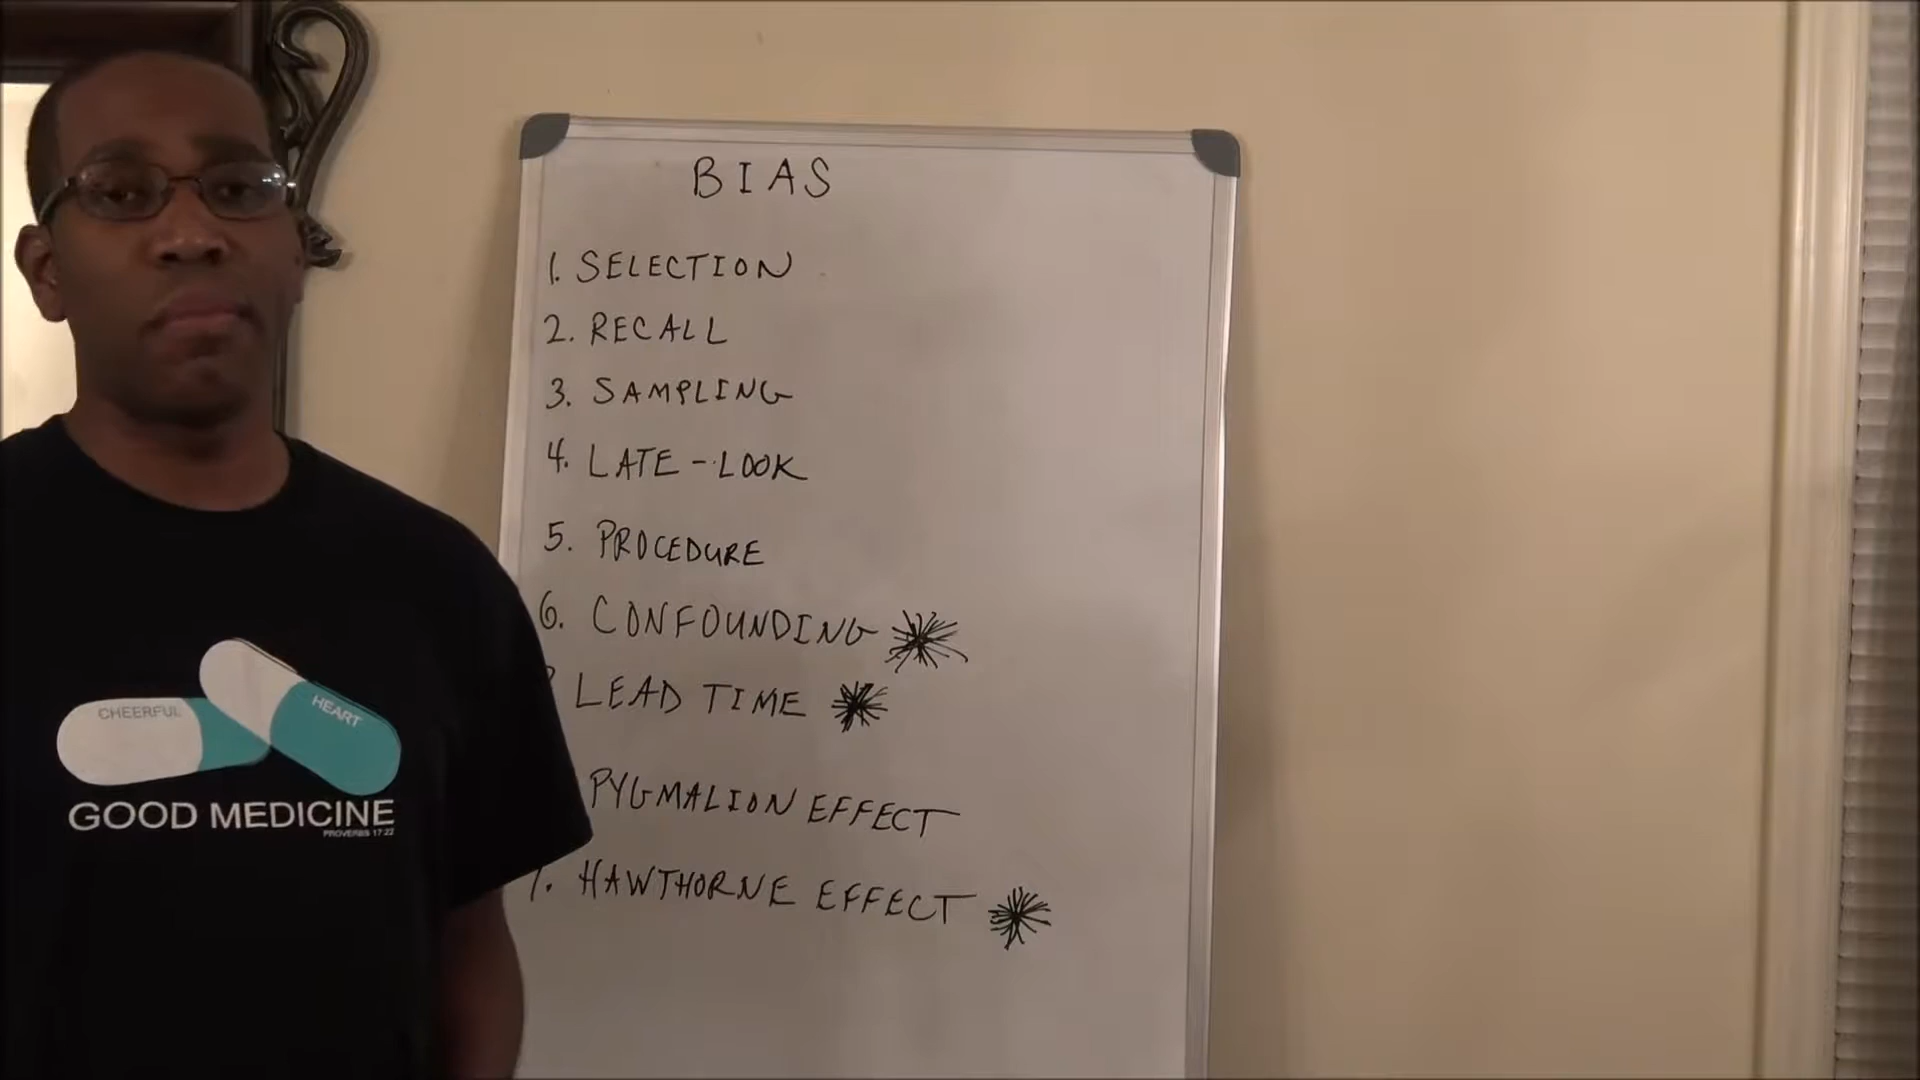 BIAS
1. SELECTION
2. RECALL
3. SAMPLING
4. LATE-LOOK
5. PROCEDURE
6. CONFOUNDING
LEAD TIME
PYGMALION EFFECT
HAWTHORNE EFFECT
CHEERFUL
HEART
GOOD MEDICINE
PROVERBS 17:22